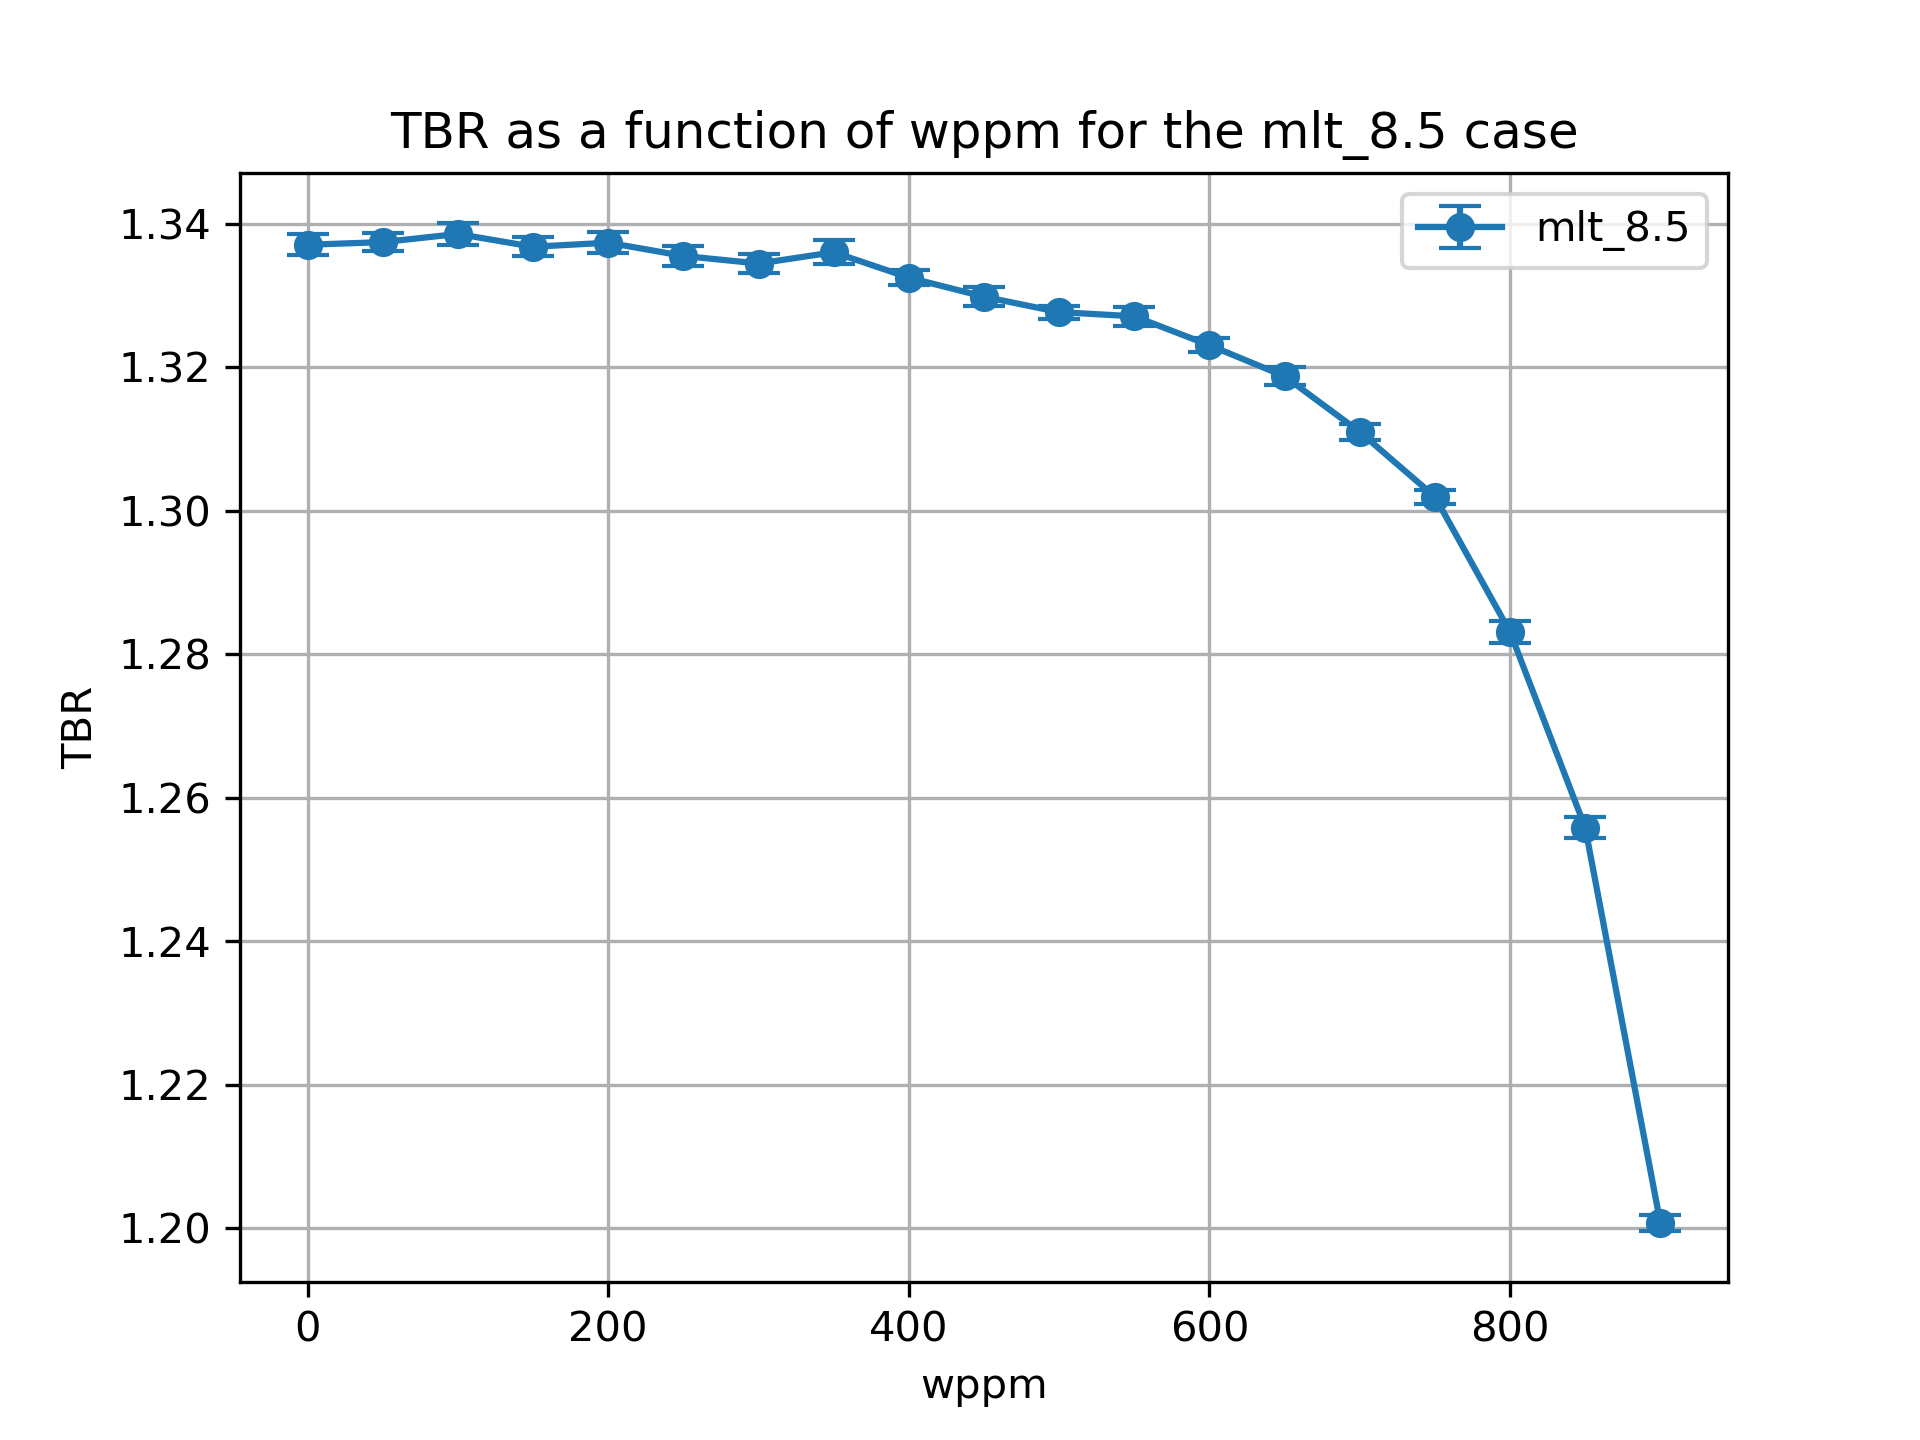 TBR as a function of wppm for the mlt_8.5 case
mlt_8.5
1.34
1.32
1.30
1.28
1.26
1.24
1.22
1.20
TBR
0 200 400 600 800
wppm